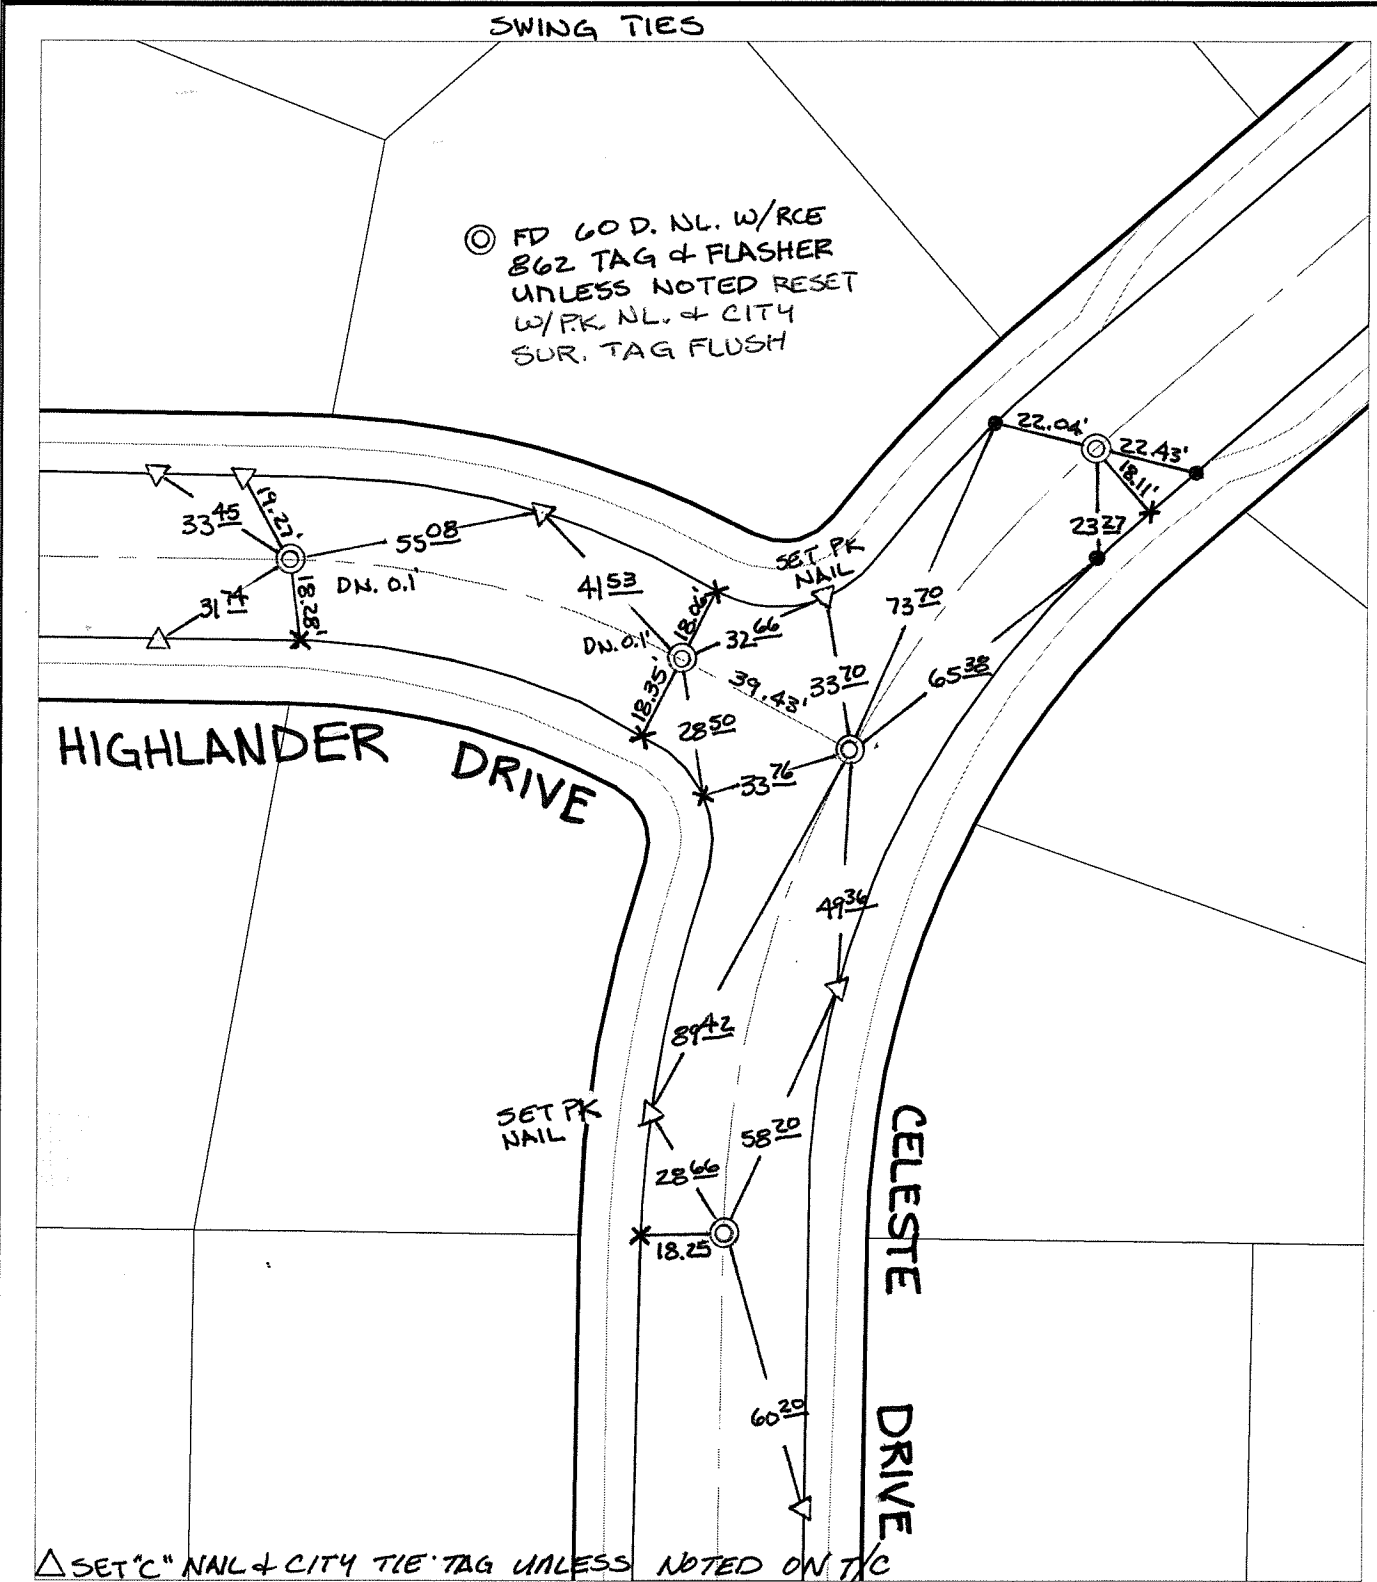 SWING TIES
FD 60 D. NL. W/RCE
862 TAG & FLASHER
UNLESS NOTED RESET
W/P.K. NL. & CITY
SUR. TAG FLUSH
22.04'
22.43'
18.11'
23 27
19.27'
33 45
55 08
DN. 0.1'
31 74
18.28'
SET PK
NAIL
41 53
18.06'
DN. 0.1'
32 66
73 70
65 38
39.43'
33 70
18.35'
28 50
33 76
HIGHLANDER DRIVE
49 36
89 42
SET PK
NAIL
58 20
28 66
18.25
60 20
CELESTE DRIVE
SET "C" NAIL & CITY TIE TAG UNLESS NOTED ON T/C